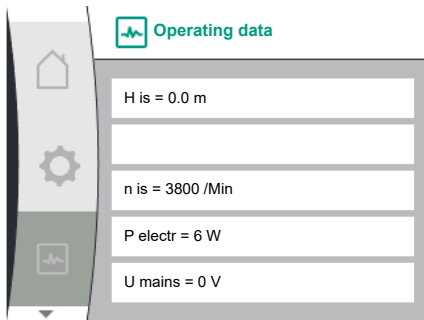 Operating data
H is = 0.0 m
n is = 3800 /Min
P electr = 6 W
U mains = 0 V